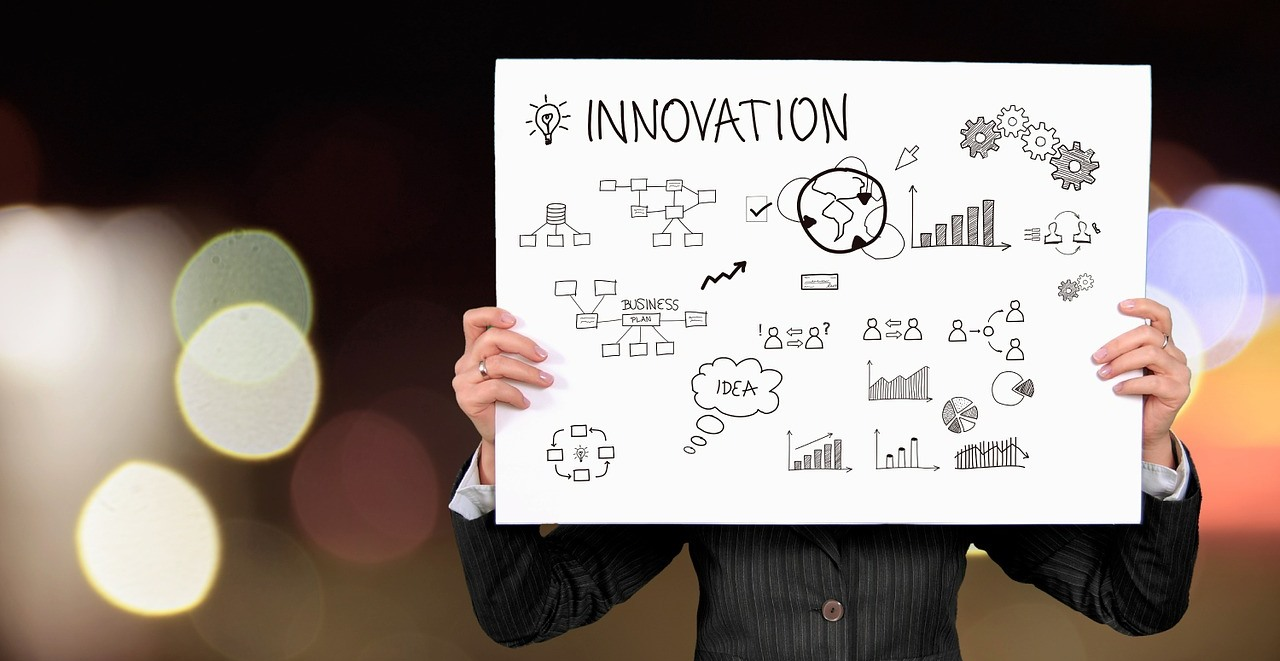 INNOVATION
BUSINESS
PLAN
!
?
IDEA